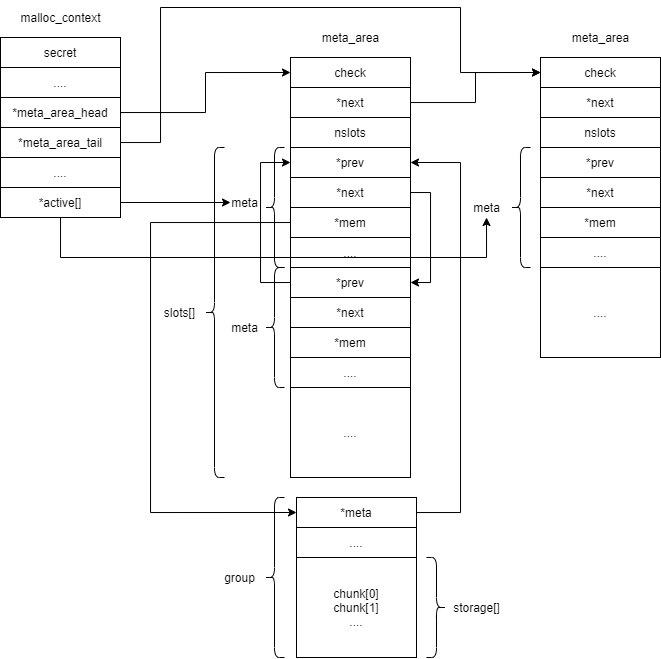 malloc_context
secret
....
*meta_area_head
*meta_area_tail
....
*active[]
meta_area
check
*next
nslots
*prev
*next
*mem
....
*prev
*next
*mem
....
....
meta
meta
slots[]
meta_area
check
*next
nslots
*prev
*next
*mem
....
....
meta
*meta
....
chunk[0]
chunk[1]
....
group
storage[]